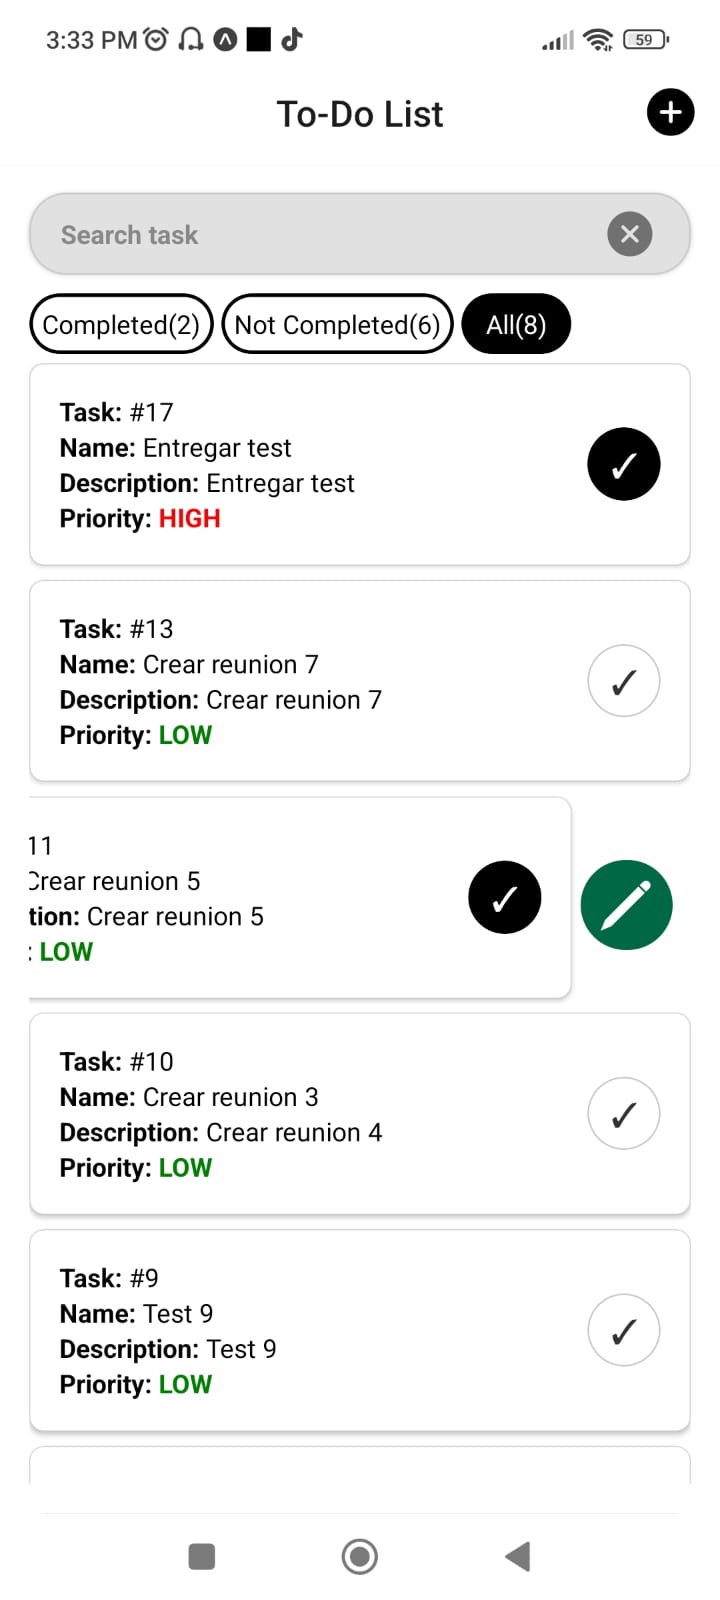 3:33 PM
59
To-Do List
Search task
Completed(2) Not Completed(6) All(8)
Task: #17
Name: Entregar test
Description: Entregar test
Priority: HIGH
Task: #13
Name: Crear reunion 7
Description: Crear reunion 7
Priority: LOW
11
Crear reunion 5
tion: Crear reunion 5
: LOW
Task: #10
Name: Crear reunion 3
Description: Crear reunion 4
Priority: LOW
Task: #9
Name: Test 9
Description: Test 9
Priority: LOW